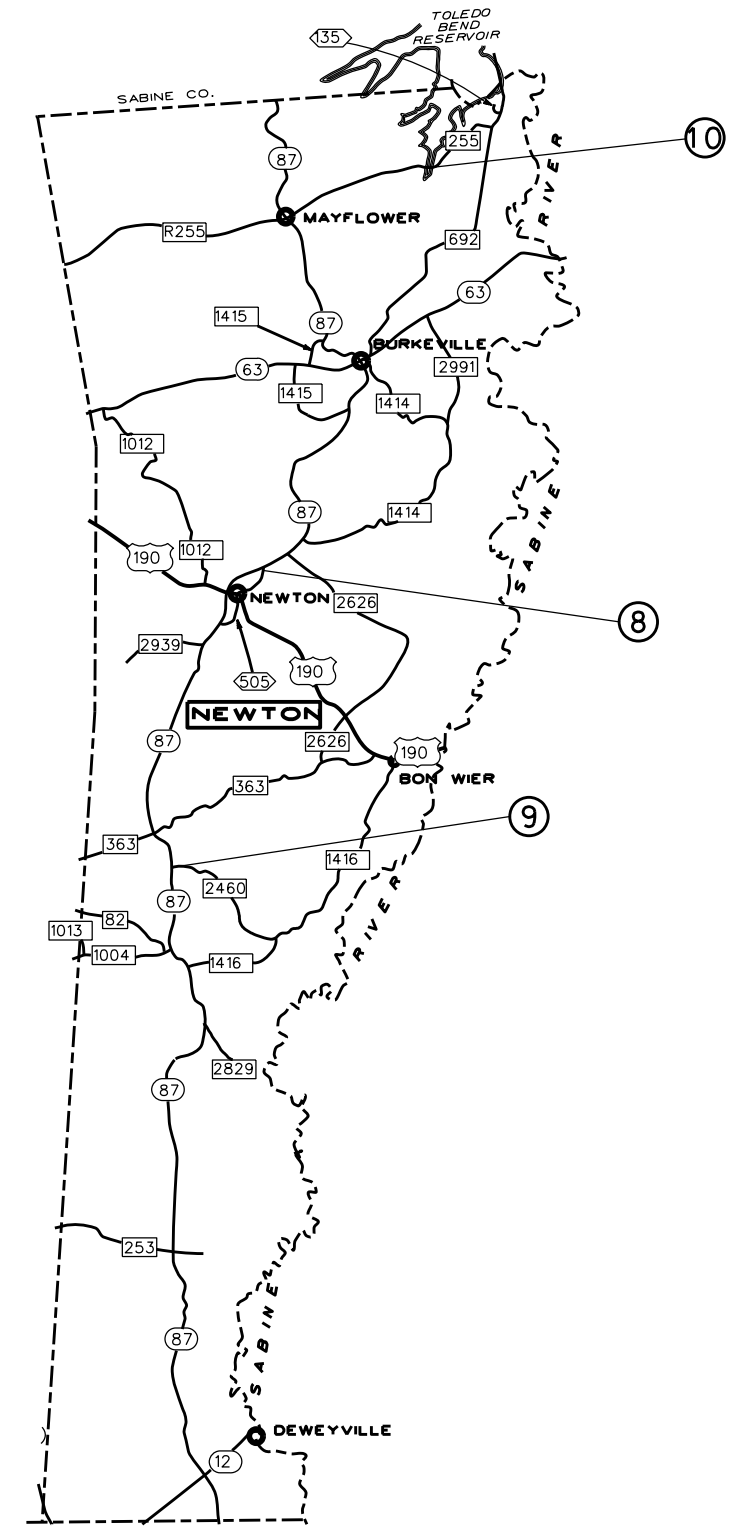 TOLEDO
BEND
RESERVOIR
135
SABINE CO.
10
255
87
RIVER
MAYFLOWER
R255
692
63
1415
87
BURKEVILLE
63
2991
1415
1414
1012
SABINE
87
1414
1012
190
NEWTON
2626
8
2939
190
505
NEWTON
87
2626
190
BON WIER
363
9
363
1416
2460
87
82
1013
RIVER
1004
1416
2829
87
253
87
SABINE
DEWEYVILLE
12